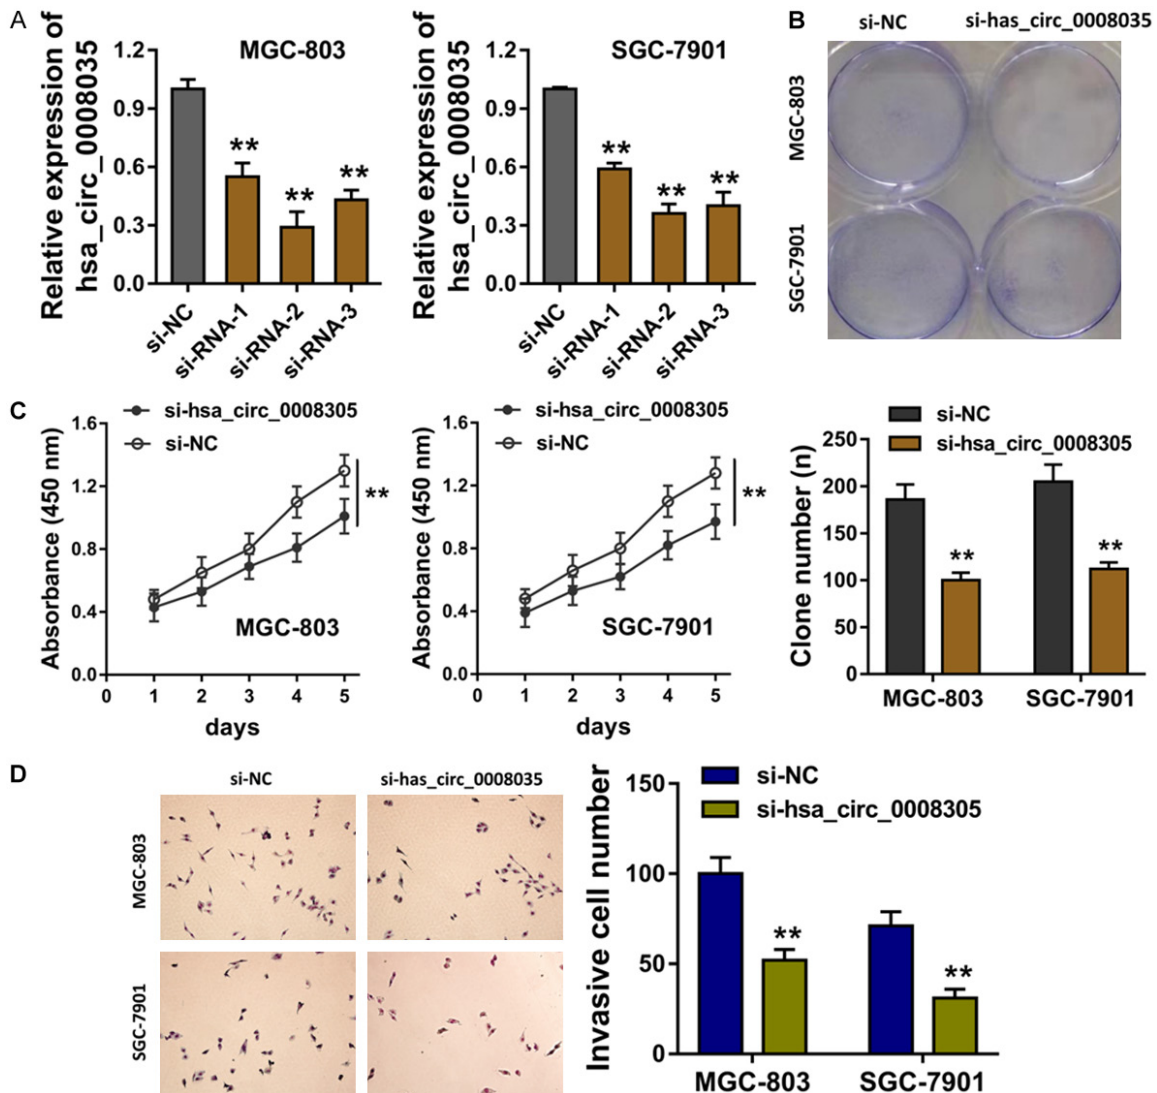 A
Relative expression of
hsa_circ_0008035
1.2
0.9
0.6
0.3
0.0
MGC-803
**
**
**
si-NC
si-RNA-1
si-RNA-2
si-RNA-3
Relative expression of
hsa_circ_0008035
1.2
0.9
0.6
0.3
0.0
SGC-7901
**
**
**
si-NC
si-RNA-1
si-RNA-2
si-RNA-3
B
si-NC
si-has_circ_0008035
MGC-803
SGC-7901
C
si-hsa_circ_0008305
si-NC
Absorbance (450 nm)
1.6
1.2
0.8
0.4
0.0
**
MGC-803
0 1 2 3 4 5
days
si-hsa_circ_0008305
si-NC
Absorbance (450 nm)
1.6
1.2
0.8
0.4
0.0
**
SGC-7901
0 1 2 3 4 5
days
si-NC
si-hsa_circ_0008305
Clone number (n)
250
200
150
100
50
0
**
**
MGC-803 SGC-7901
D
si-NC
si-has_circ_0008035
MGC-803
SGC-7901
Invasive cell number
150
100
50
0
si-NC
si-hsa_circ_0008305
**
**
MGC-803 SGC-7901